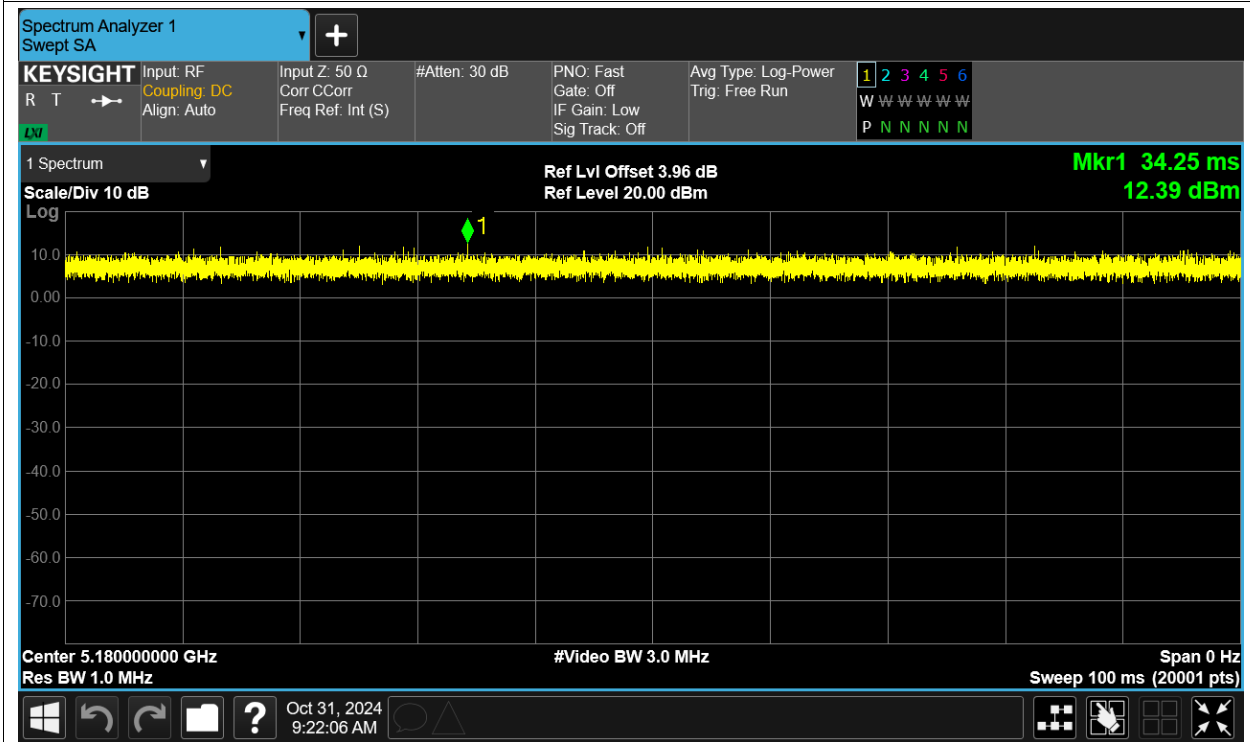 Spectrum Analyzer 1
Swept SA
+
KEYSIGHT
R T
LXI
Input: RF
Coupling: DC
Align: Auto
Input Z: 50 Ω
Corr CCorr
Freq Ref: Int (S)
#Atten: 30 dB
PNO: Fast
Gate: Off
IF Gain: Low
Sig Track: Off
Avg Type: Log-Power
Trig: Free Run
1 2 3 4 5 6
W W W W W W
P N N N N N
1 Spectrum
Scale/Div 10 dB
Log
Ref Lvl Offset 3.96 dB
Ref Level 20.00 dBm
Mkr1 34.25 ms
12.39 dBm
1
10.0
0.00
-10.0
-20.0
-30.0
-40.0
-50.0
-60.0
-70.0
Center 5.180000000 GHz
Res BW 1.0 MHz
#Video BW 3.0 MHz
Span 0 Hz
Sweep 100 ms (20001 pts)
?
Oct 31, 2024
9:22:06 AM